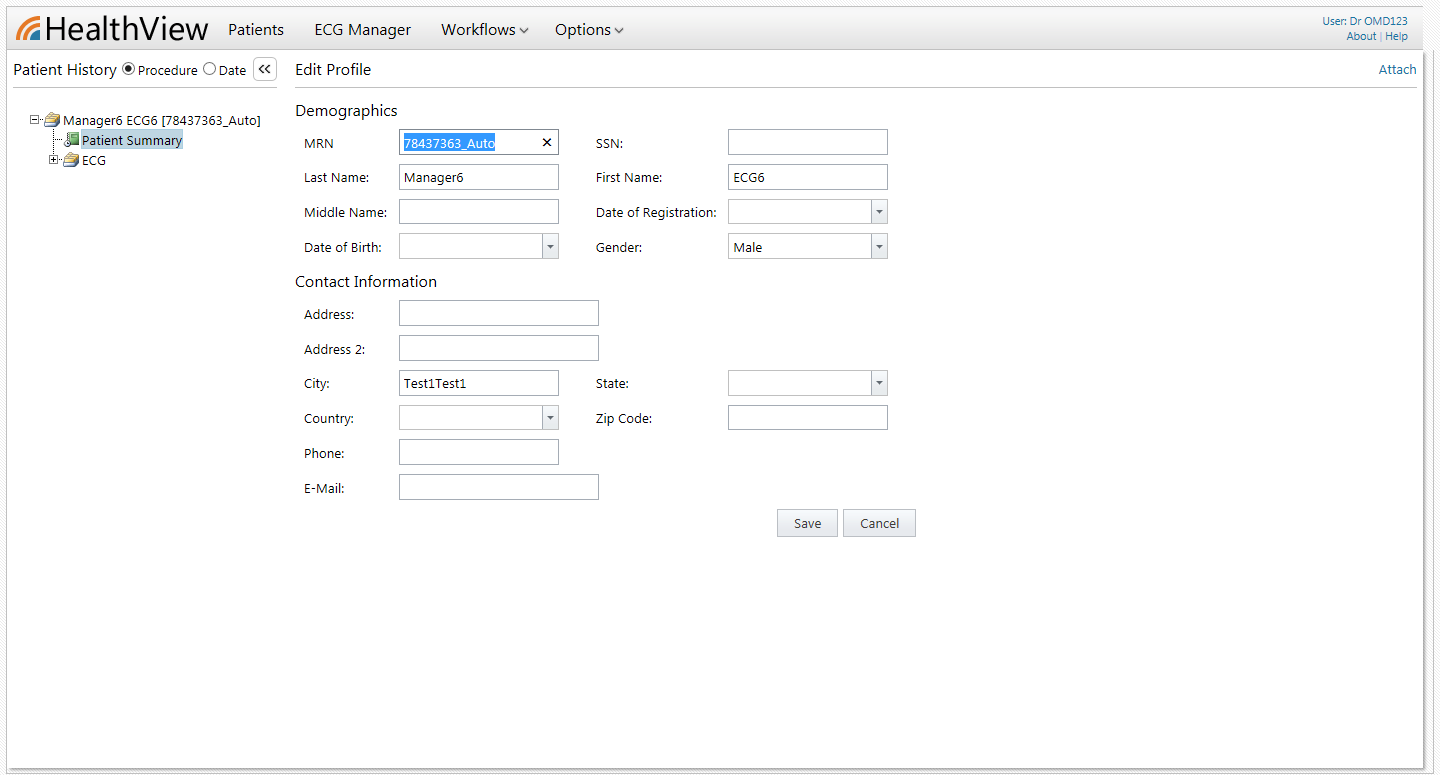 HealthView Patients ECG Manager Workflows Options
User: Dr OMD123
About | Help
Patient History Procedure Date
Manager6 ECG6 [78437363_Auto]
Patient Summary
ECG
Edit Profile Attach
Demographics
MRN 78437363_Auto SSN:
Last Name: Manager6 First Name: ECG6
Middle Name: Date of Registration:
Date of Birth: Gender: Male
Contact Information
Address:
Address 2:
City: Test1Test1 State:
Country: Zip Code:
Phone:
E-Mail:
Save Cancel